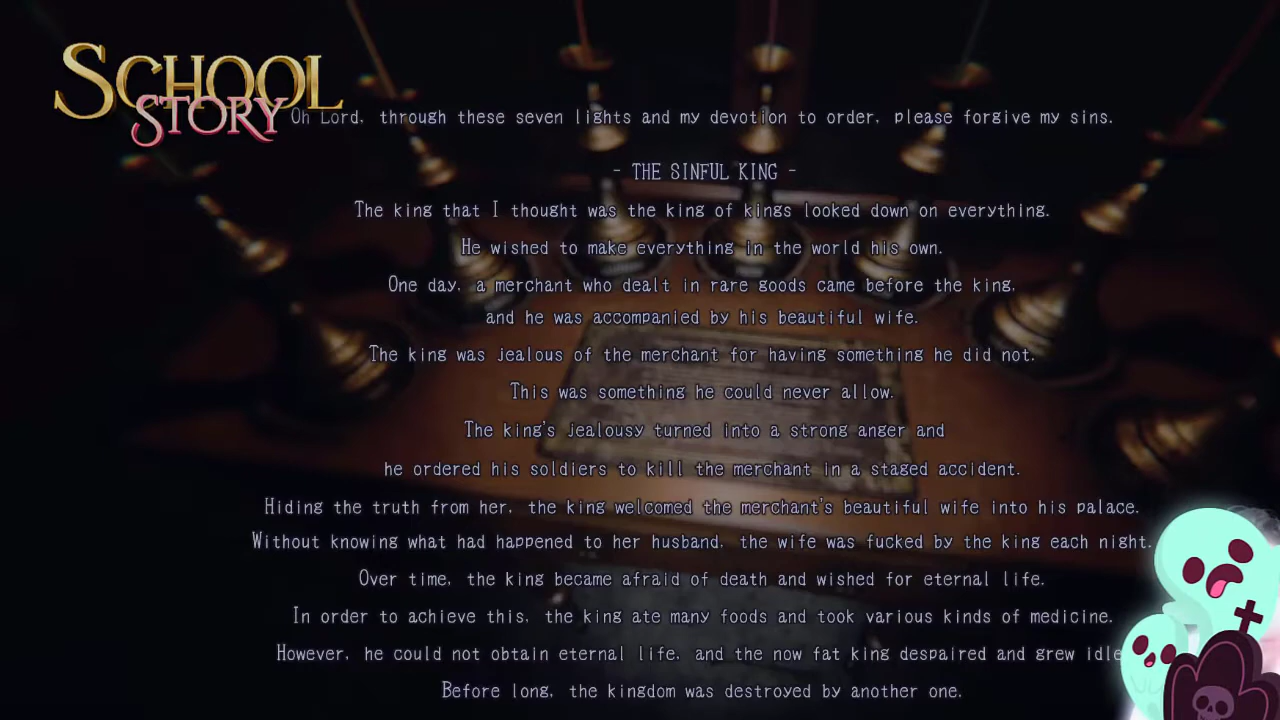 SCHOOL
STORY
Oh Lord, through these seven lights and my devotion to order, please forgive my sins.
- THE SINFUL KING -
The king that I thought was the king of kings looked down on everything.
He wished to make everything in the world his own.
One day, a merchant who dealt in rare goods came before the king,
and he was accompanied by his beautiful wife.
The king was jealous of the merchant for having something he did not.
This was something he could never allow.
The king's jealousy turned into a strong anger and
he ordered his soldiers to kill the merchant in a staged accident.
Hiding the truth from her, the king welcomed the merchant's beautiful wife into his palace.
Without knowing what had happened to her husband, the wife was fucked by the king each night.
Over time, the king became afraid of death and wished for eternal life.
In order to achieve this, the king ate many foods and took various kinds of medicine.
However, he could not obtain eternal life, and the now fat king despaired and grew idle
Before long, the kingdom was destroyed by another one.